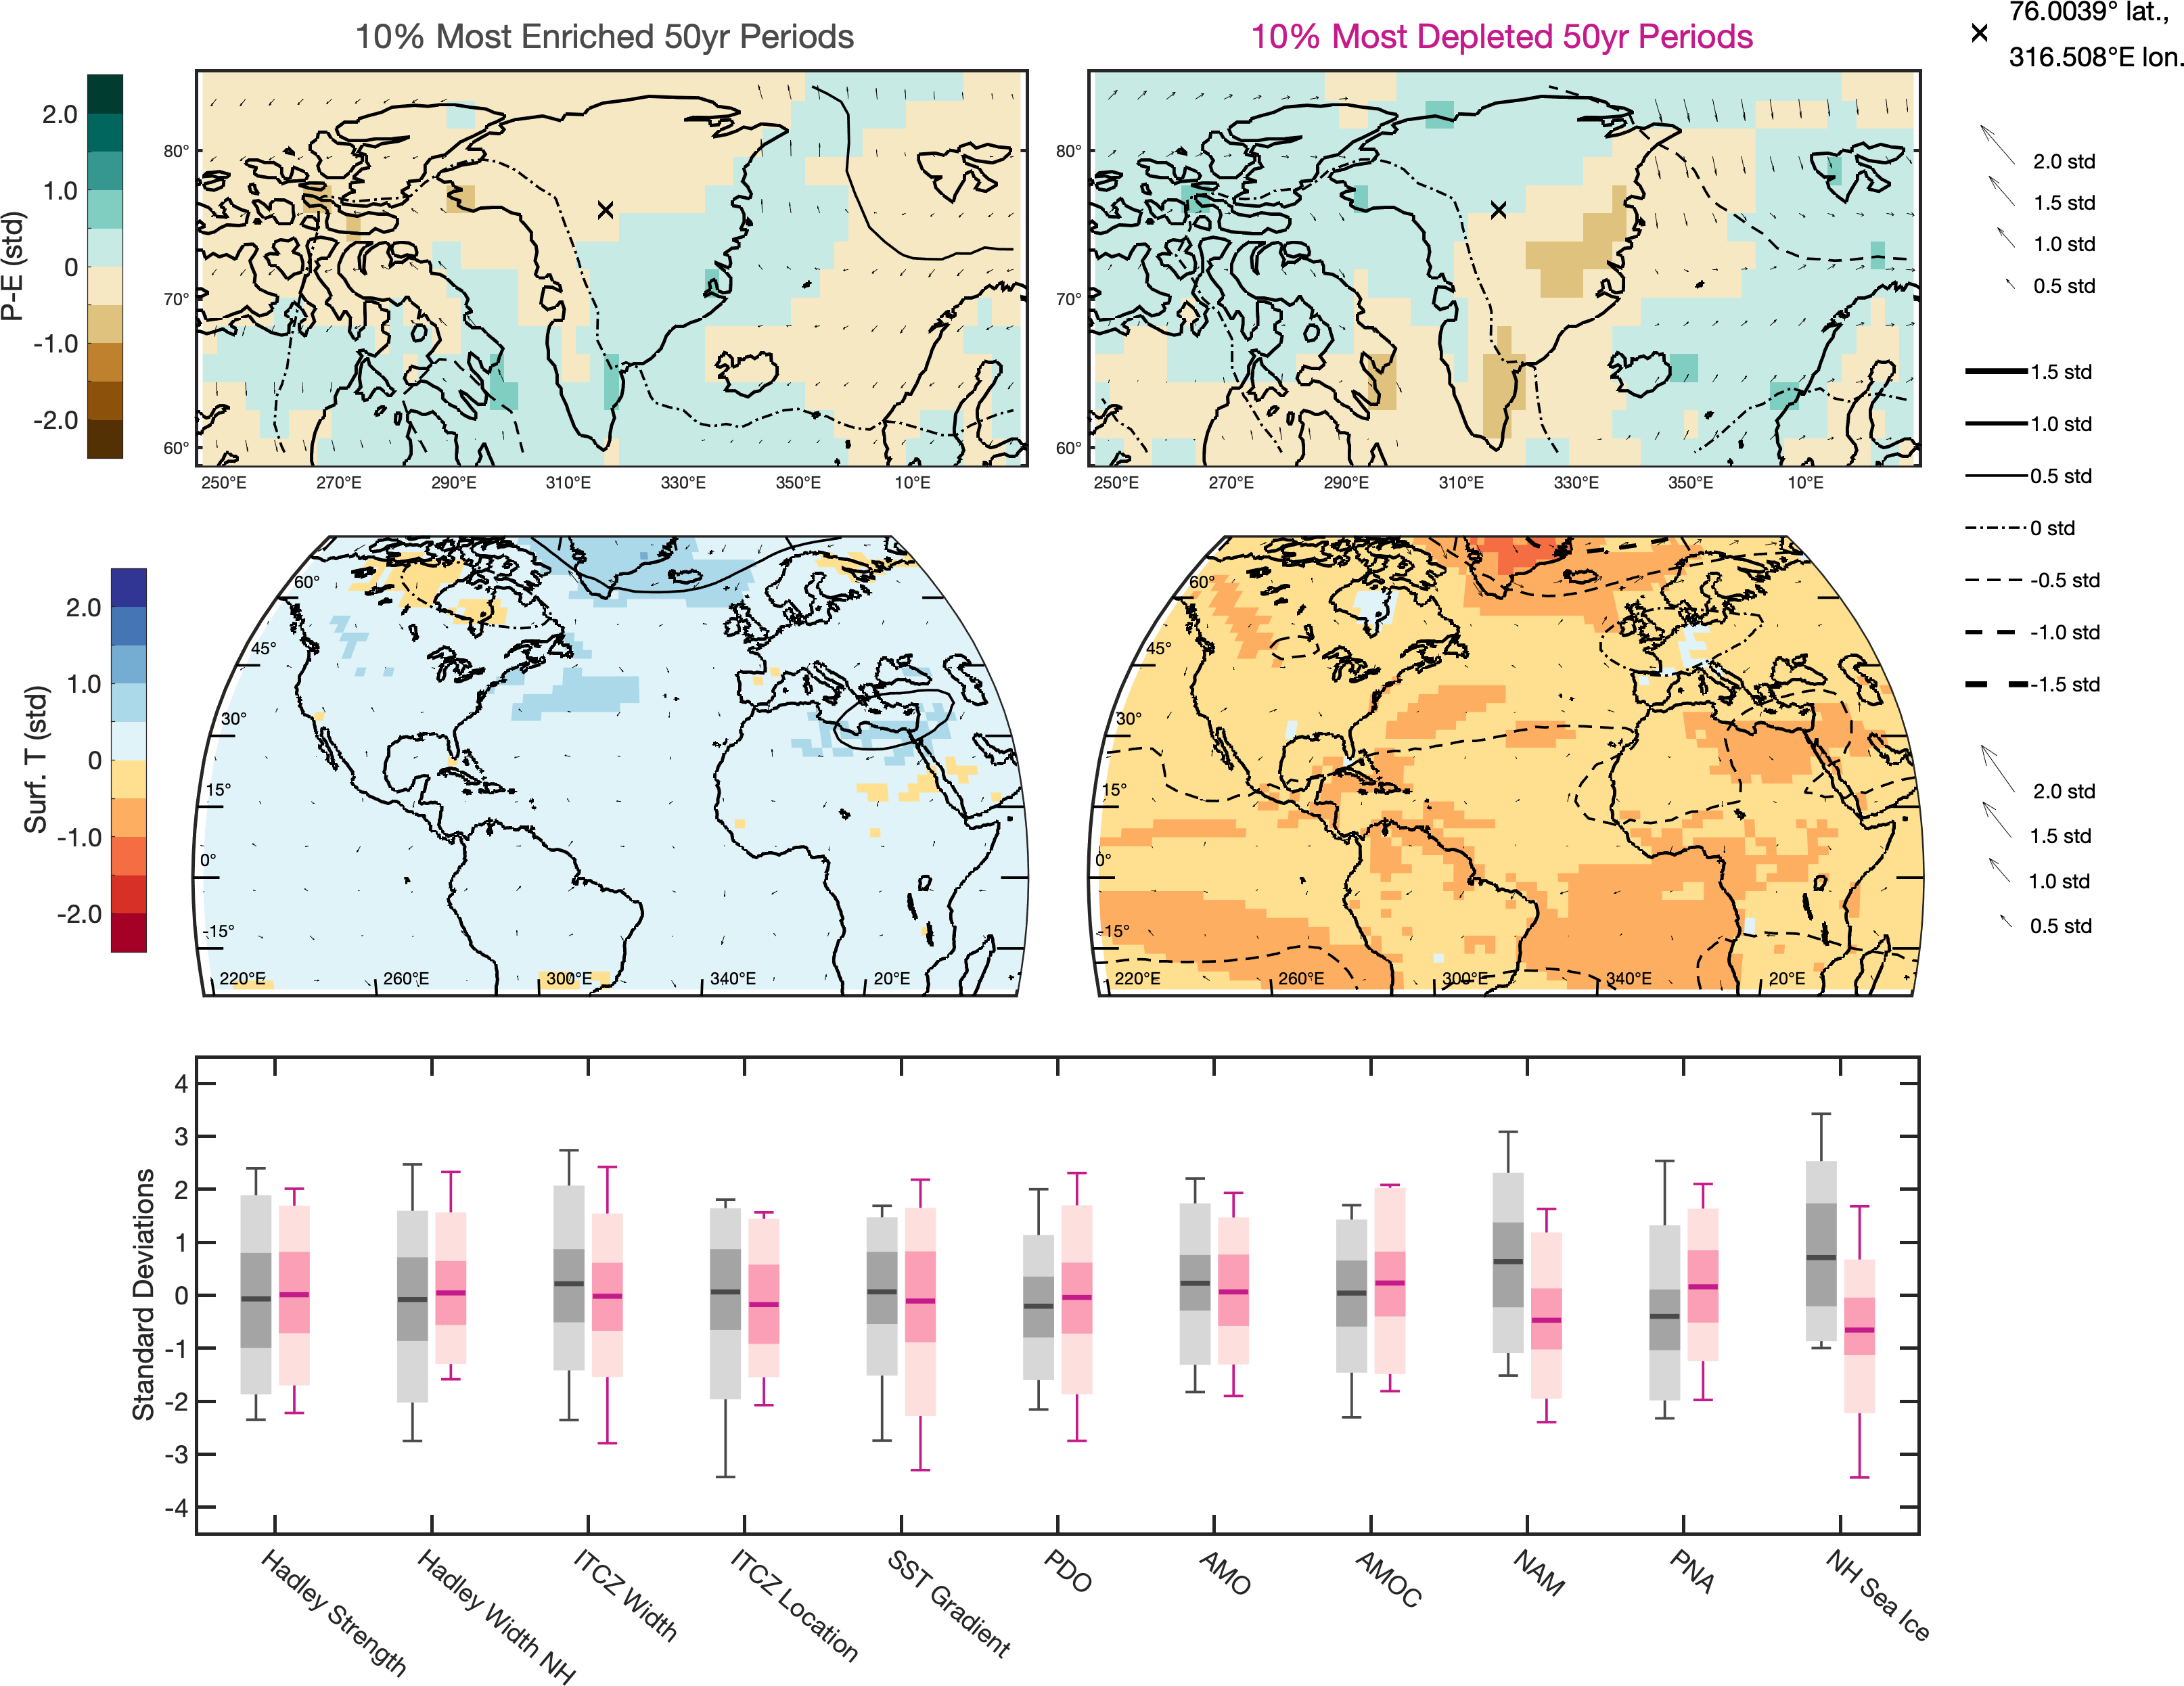 10% Most Enriched 50yr Periods
10% Most Depleted 50yr Periods
76.0039° lat.,
316.508°E lon.
P-E (std)
2.0
1.0
0
-1.0
-2.0
80°
70°
60°
250°E 270°E 290°E 310°E 330°E 350°E 10°E
80°
70°
60°
250°E 270°E 290°E 310°E 330°E 350°E 10°E
2.0 std
1.5 std
1.0 std
0.5 std
1.5 std
1.0 std
0.5 std
0 std
-0.5 std
-1.0 std
-1.5 std
2.0 std
1.5 std
1.0 std
0.5 std
Surf. T (std)
2.0
1.0
0
-1.0
-2.0
60°
45°
30°
15°
0°
-15°
220°E 260°E 300°E 340°E 20°E
60°
45°
30°
15°
0°
-15°
220°E 260°E 300°E 340°E 20°E
Standard Deviations
4
3
2
1
0
-1
-2
-3
-4
Hadley Strength
Hadley Width NH
ITCZ Width
ITCZ Location
SST Gradient
PDO
AMO
AMOC
NAM
PNA
NH Sea Ice